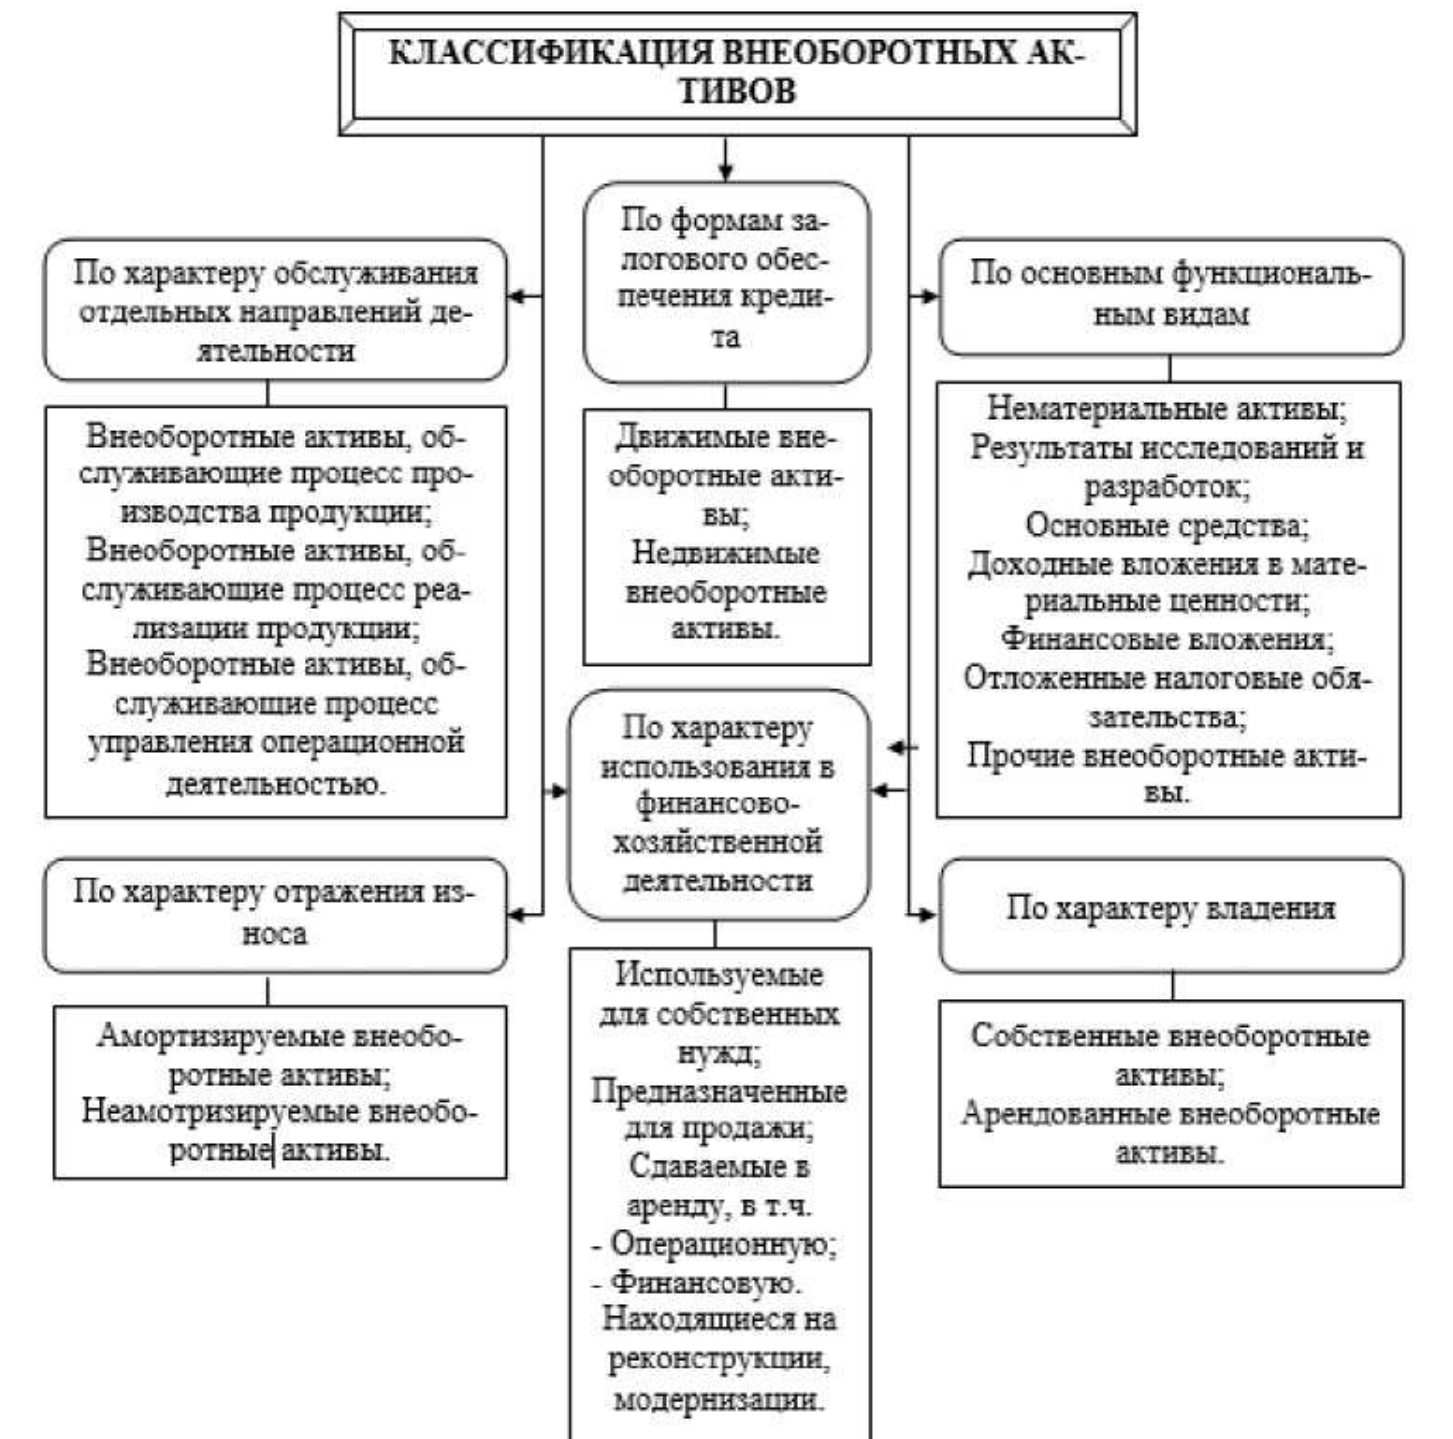 КЛАССИФИКАЦИЯ ВНЕОБОРОТНЫХ АК-
ТИВОВ
По характеру обслуживания
отдельных направлений де-
ятельности
Внеоборотные активы, об-
служивающие процесс про-
изводства продукции;
Внеоборотные активы, об-
служивающие процесс реа-
лизации продукции;
Внеоборотные активы, об-
служивающие процесс
управления операционной
деятельностью.
По формам за-
логового обес-
печения креди-
та
Движимые вне-
оборотные акти-
вы;
Недвижимые
внеоборотные
активы.
По основным функциональ-
ным видам
Нематериальные активы;
Результаты исследований и
разработок;
Основные средства;
Доходные вложения в мате-
риальные ценности;
Финансовые вложения;
Отложенные налоговые обя-
зательства;
Прочие внеоборотные акти-
вы.
По характеру отражения из-
носа
Амортизируемые внеобо-
ротные активы;
Неамотризируемые внеобо-
ротные активы.
По характеру
использования в
финансово-
хозяйственной
деятельности
Используемые
для собственных
нужд;
Предназначенные
для продажи;
Сдаваемые в
аренду, в т.ч.
- Операционную;
- Финансовую.
Находящиеся на
реконструкции,
модернизации.
По характеру владения
Собственные внеоборотные
активы;
Арендованные внеоборотные
активы.